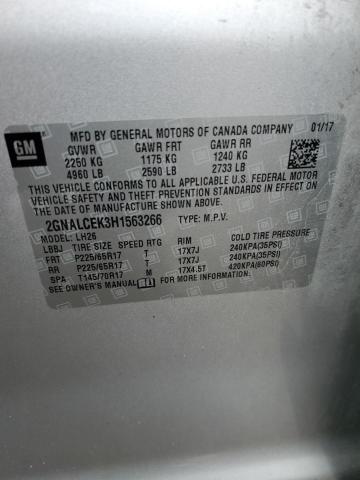 GM
MFD BY GENERAL MOTORS OF CANADA COMPANY 01/17
GVWR GAWR FRT GAWR RR
2250 KG 1175 KG 1240 KG
4960 LB 2590 LB 2733 LB
THIS VEHICLE CONFORMS TO ALL APPLICABLE U.S. FEDERAL MOTOR
VEHICLE SAFETY AND THEFT PREVENTION STANDARDS IN EFFECT ON
THE DATE OF MANUFACTURE SHOWN ABOVE.
2GNALCEK3H1563266 TYPE: M.P.V.
MODEL: LH26
LBBJ TIRE SIZE SPEED RTG RIM COLD TIRE PRESSURE
FRT P225/65R17 T 17X7J 240KPA(35PSI)
RR P225/65R17 T 17X7J 240KPA(35PSI)
SPA T145/70R17 M 17X4.5T 420KPA(60PSI)
SEE OWNER'S MANUAL